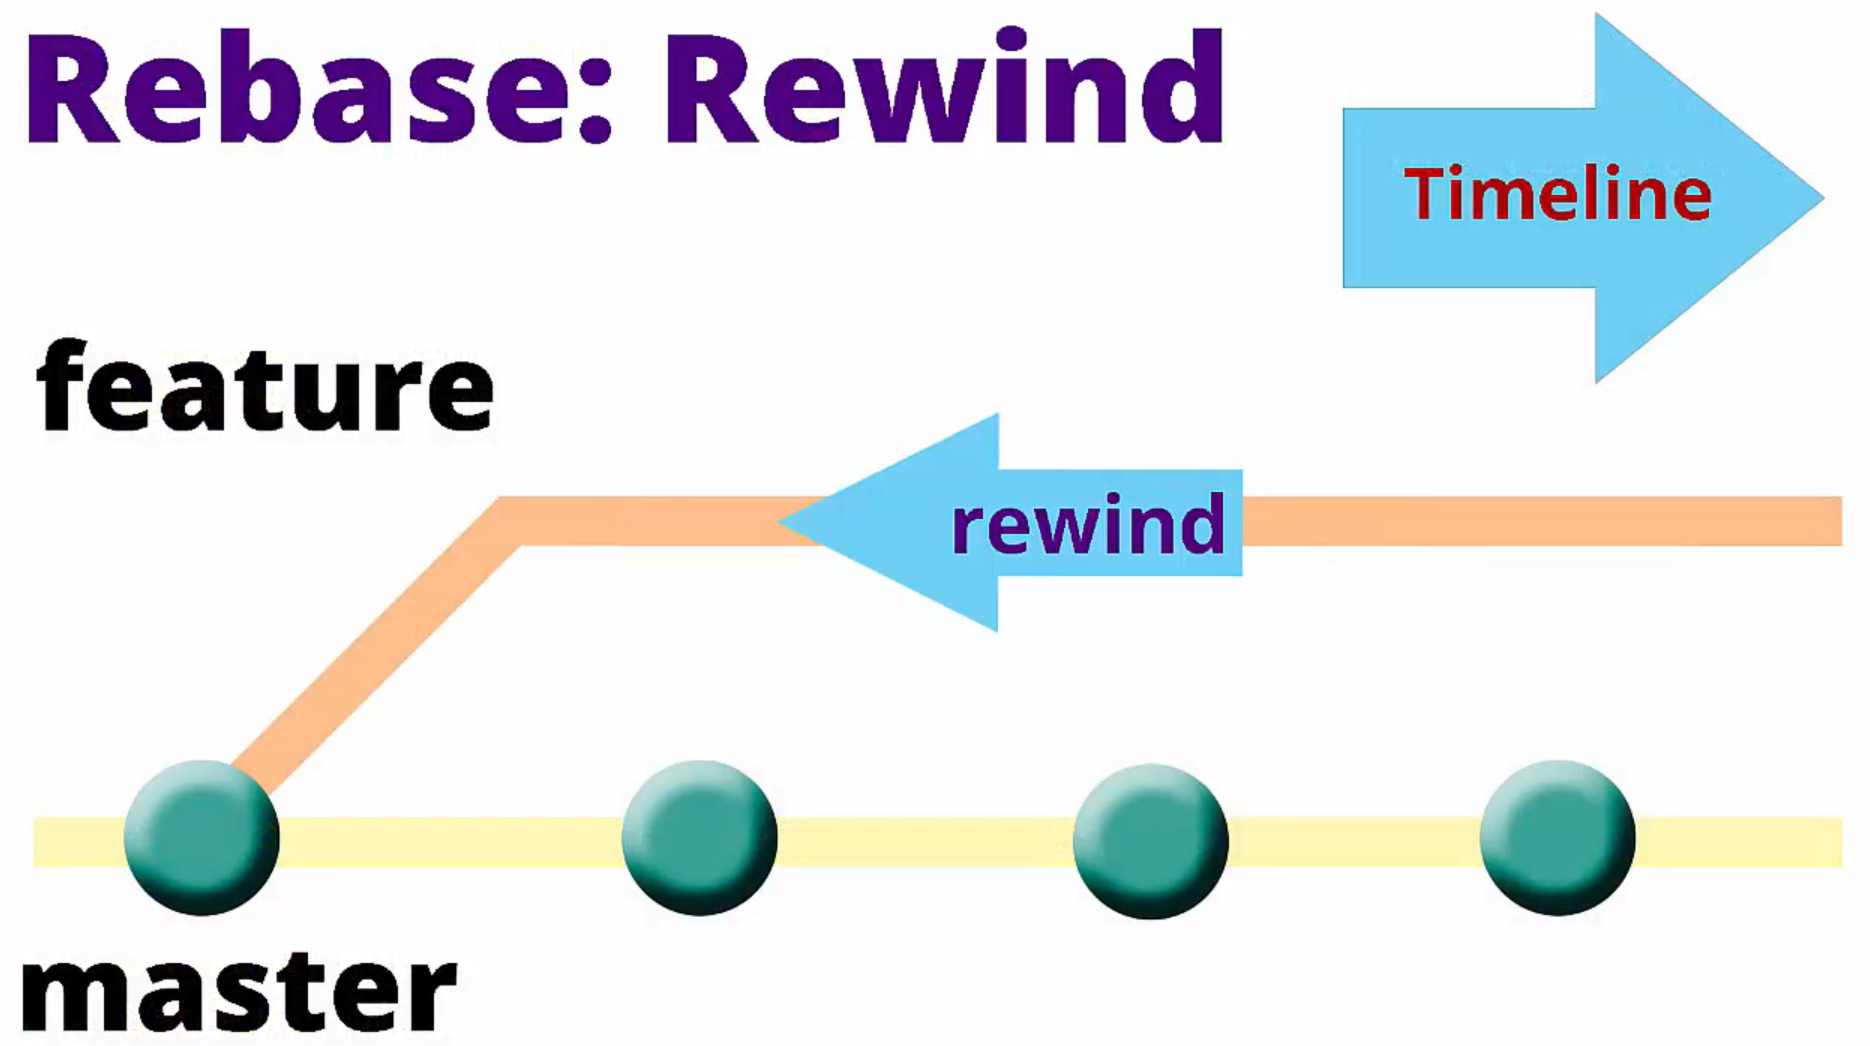 Rebase: Rewind
Timeline
feature
rewind
master